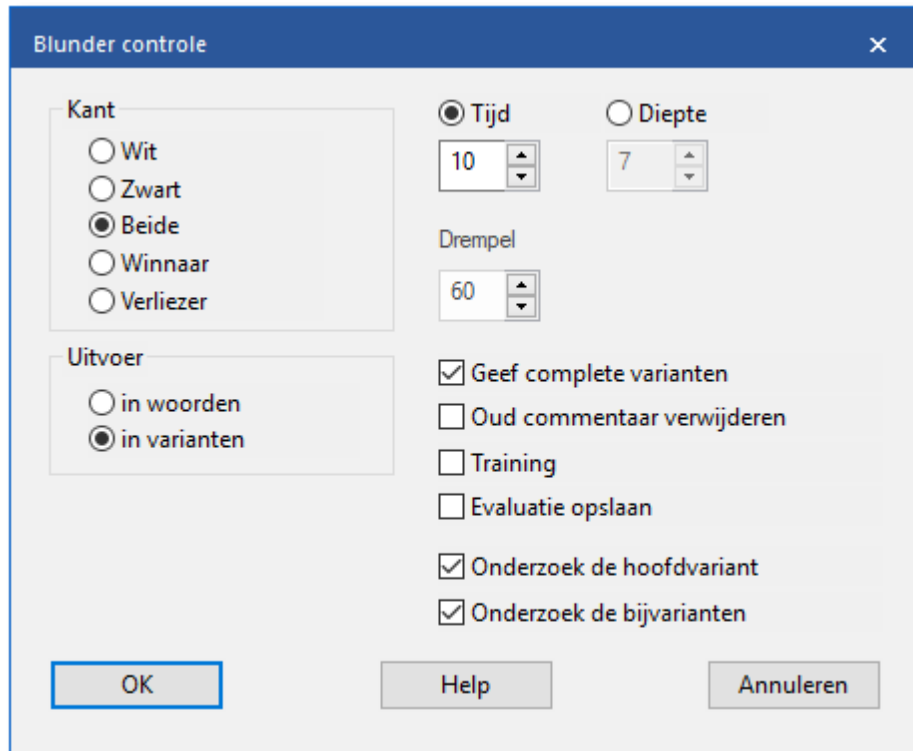 Blunder controle
Kant
Wit
Zwart
Beide
Winnaar
Verliezer
Uitvoer
in woorden
in varianten
Tijd
Diepte
10
7
Drempel
60
Geef complete varianten
Oud commentaar verwijderen
Training
Evaluatie opslaan
Onderzoek de hoofdvariant
Onderzoek de bijvarianten
OK
Help
Annuleren